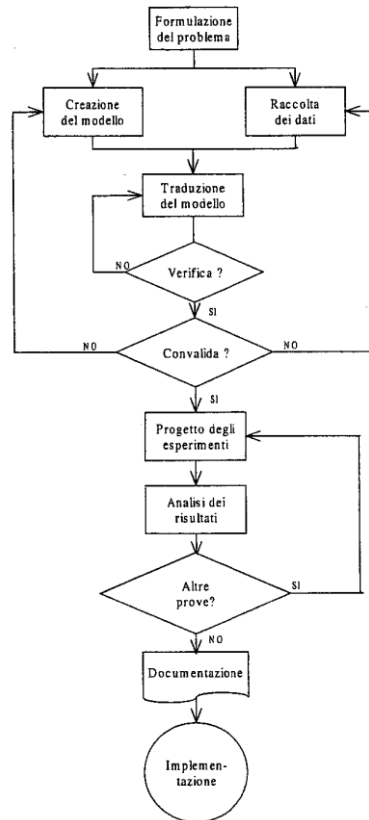 Formulazione
del problema
Creazione
del modello
Raccolta
dei dati
Traduzione
del modello
NO
Verifica ?
SI
NO
Convalida ?
NO
SI
Progetto degli
esperimenti
Analisi dei
risultati
Altre
prove?
SI
NO
Documentazione
Implemen-
tazione